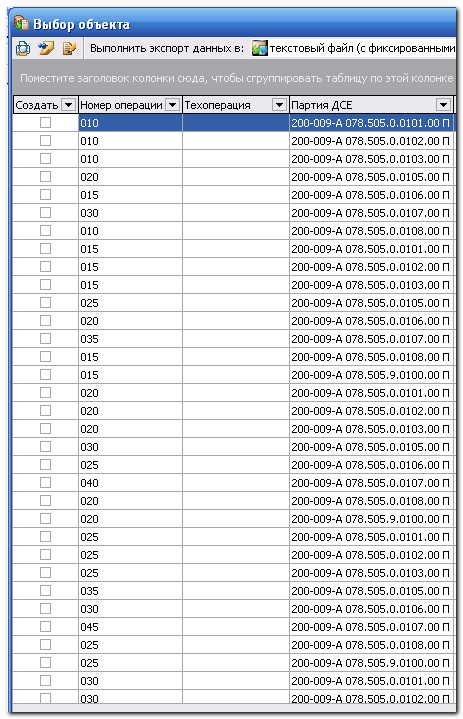 Выбор объекта
Выполнить экспорт данных в: текстовый файл (с фиксированными
Поместите заголовок колонки сюда, чтобы сгруппировать таблицу по этой колонке
Создать Номер операции Техоперация Партия ДСЕ
010 200-009-А 078.505.0.0101.00 П
010 200-009-А 078.505.0.0102.00 П
010 200-009-А 078.505.0.0103.00 П
020 200-009-А 078.505.0.0105.00 П
015 200-009-А 078.505.0.0106.00 П
030 200-009-А 078.505.0.0107.00 П
010 200-009-А 078.505.0.0108.00 П
015 200-009-А 078.505.0.0101.00 П
015 200-009-А 078.505.0.0102.00 П
015 200-009-А 078.505.0.0103.00 П
025 200-009-А 078.505.0.0105.00 П
020 200-009-А 078.505.0.0106.00 П
035 200-009-А 078.505.0.0107.00 П
015 200-009-А 078.505.0.0108.00 П
015 200-009-А 078.505.9.0100.00 П
020 200-009-А 078.505.0.0101.00 П
020 200-009-А 078.505.0.0102.00 П
020 200-009-А 078.505.0.0103.00 П
030 200-009-А 078.505.0.0105.00 П
025 200-009-А 078.505.0.0106.00 П
040 200-009-А 078.505.0.0107.00 П
020 200-009-А 078.505.0.0108.00 П
020 200-009-А 078.505.9.0100.00 П
025 200-009-А 078.505.0.0101.00 П
025 200-009-А 078.505.0.0102.00 П
025 200-009-А 078.505.0.0103.00 П
035 200-009-А 078.505.0.0105.00 П
030 200-009-А 078.505.0.0106.00 П
045 200-009-А 078.505.0.0107.00 П
025 200-009-А 078.505.0.0108.00 П
025 200-009-А 078.505.9.0100.00 П
030 200-009-А 078.505.0.0101.00 П
030 200-009-А 078.505.0.0102.00 П